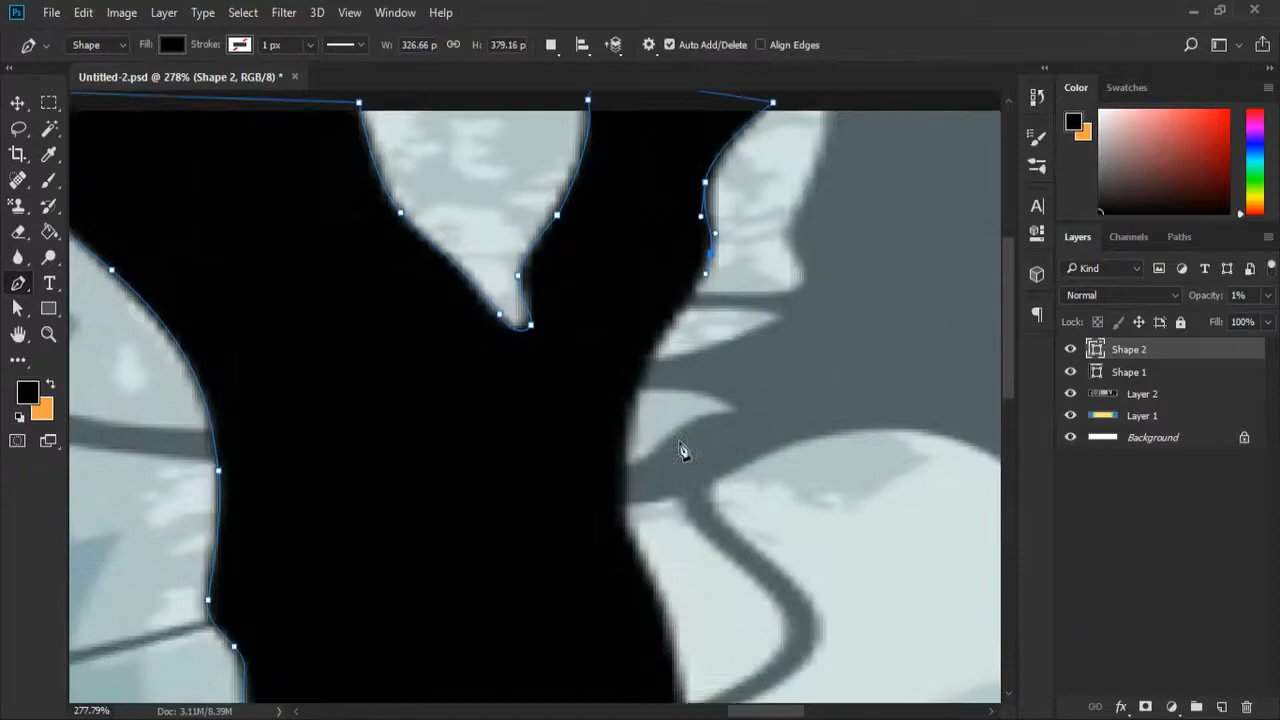 Ps File Edit Image Layer Type Select Filter 3D View Window Help
Shape Fill: Stroke: 1 px W: 326.66 p H: 379.16 p Auto Add/Delete Align Edges
Untitled-2.psd @ 278% (Shape 2, RGB/8) *
Color Swatches
Layers Channels Paths
Kind
Normal Opacity: 1%
Lock: Fill: 100%
Shape 2
Shape 1
Layer 2
Layer 1
Background
277.79% Doc: 3.11M/8.39M